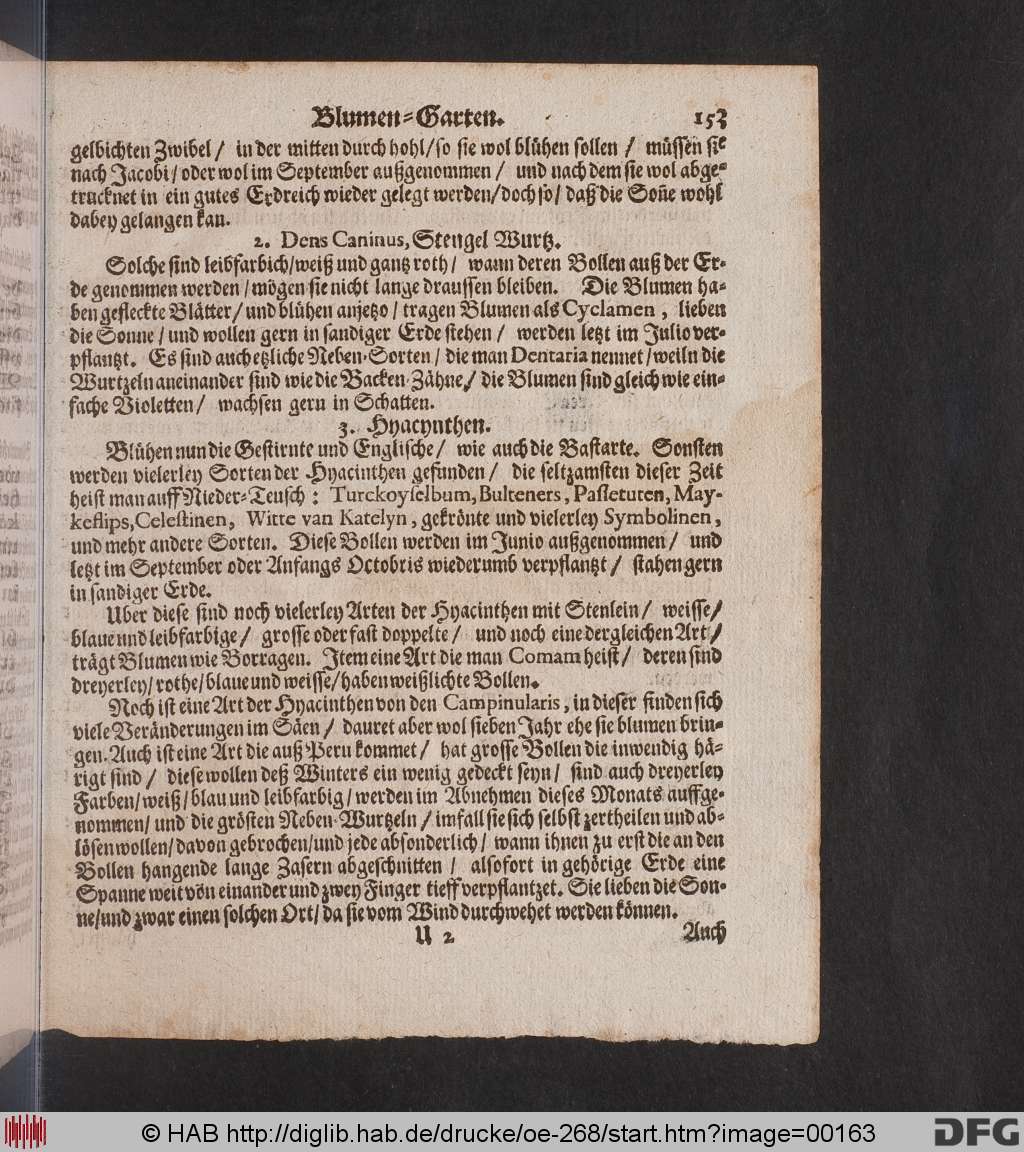 Blumen-Garten. 153
gelbichten Zwibel / in der mitten durch hohl / so sie wol blühen sollen / müssen sie
nach Jacobi / oder wol im September außgenommen / und nach dem sie wol abge-
trucknet in ein gutes Erdreich wieder gelegt werden / doch so / daß die Soñe wohl
dabey gelangen kan.
2. Dens Caninus, Stengel Wurtz.
Solche sind leibfarbich / weiß und gantz roth / wann deren Bollen auß der Er-
de genommen werden / mögen sie nicht lange draussen bleiben. Die Blumen ha-
ben gefleckte Blätter / und blühen anjetzo / tragen Blumen als Cyclamen, lieben
die Sonne / und wollen gern in sandiger Erde stehen / werden letzt im Julio ver-
pflantzt. Es sind auch etzliche Neben-Sorten / die man Dentaria nennet / weiln die
Wurtzeln aneinander sind wie die Backen-Zähne / die Blumen sind gleich wie ein-
fache Violetten / wachsen gern in Schatten.
3. Hyacynthen.
Blühen nun die Gestirnte und Englische / wie auch die Bastarte. Sonsten
werden vielerley Sorten der Hyacinthen gefunden / die seltzamsten dieser Zeit
heist man auff Nieder-Teusch: Turckoyselbum, Bulteners, Passetuten, May-
keflips, Celestinen, Witte van Katelyn, gekrönte und vielerley Symbolinen,
und mehr andere Sorten. Diese Bollen werden im Junio außgenommen / und
letzt im September oder Anfangs Octobris wiederumb verpflantzt / stahen gern
in sandiger Erde.
Uber diese sind noch vielerley Arten der Hyacinthen mit Stenlein / weisse /
blaue und leibfarbige / grosse oder fast doppelte / und noch eine dergleichen Art /
trägt Blumen wie Borragen. Item eine Art die man Comam heist / deren sind
dreyerley / rothe / blaue und weisse / haben weißlichte Bollen.
Noch ist eine Art der Hyacinthen von den Campinularis, in dieser finden sich
viele Veränderungen im Säen / dauret aber wol sieben Jahr ehe sie blumen brin-
gen. Auch ist eine Art die auß Peru kommet / hat grosse Bollen die inwendig hä-
rigt sind / diese wollen deß Winters ein wenig gedeckt seyn / sind auch dreyerley
Farben / weiß / blau und leibfarbig / werden im Abnehmen dieses Monats auffge-
nommen / und die grösten Neben-Wurtzeln / imfall sie sich selbst zertheilen und ab-
lösen wollen / davon gebrochen / und jede absonderlich / wann ihnen zu erst die an den
Bollen hangende lange Zasern abgeschnitten / alsofort in gehörige Erde eine
Spanne weit von einander und zwey Finger tieff verpflantzet. Sie lieben die Son-
ne / und zwar einen solchen Ort / da sie vom Wind durchwehet werden können.
U 2 Auch
© HAB http://diglib.hab.de/drucke/oe-268/start.htm?image=00163
DFG